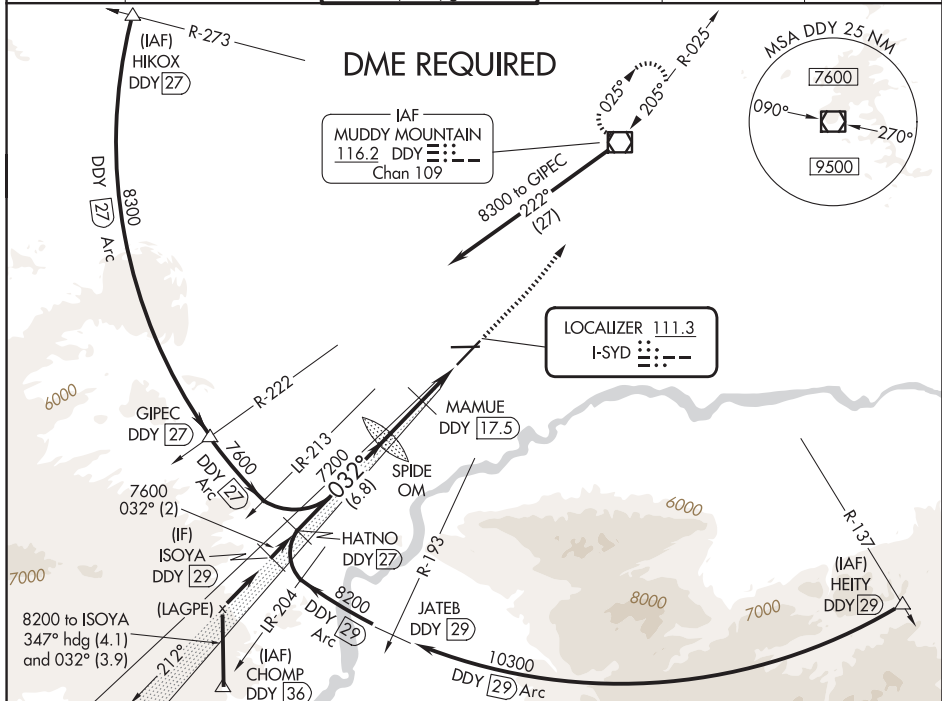 (IAF)
HIKOX
DDY 27
R-273
DME REQUIRED
R-025
025°
205°
MSA DDY 25 NM
7600
090°
270°
9500
IAF
MUDDY MOUNTAIN
116.2 DDY
Chan 109
8300 to GIPEC
222°
(27)
DDY 27 Arc
8300
LOCALIZER 111.3
I-SYD
6000
R-222
GIPEC
DDY 27
MAMUE
DDY 17.5
7600
DDY 27
Arc
LR-213
7200
032°
(6.8)
SPIDE
OM
7600
032° (2)
(IF)
ISOYA
DDY 29
HATNO
DDY 27
R-193
6000
R-137
7000
8000
7000
(IAF)
HEITY
DDY 29
(LAGPE) x
8200 to ISOYA
347° hdg (4.1)
and 032° (3.9)
LR-204
8200
DDY 29
Arc
JATEB
DDY 29
212°
(IAF)
CHOMP
DDY 36
10300
DDY 29 Arc